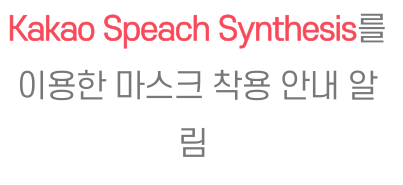 Kakao Speach Synthesis를
이용한 마스크 착용 안내 알
림